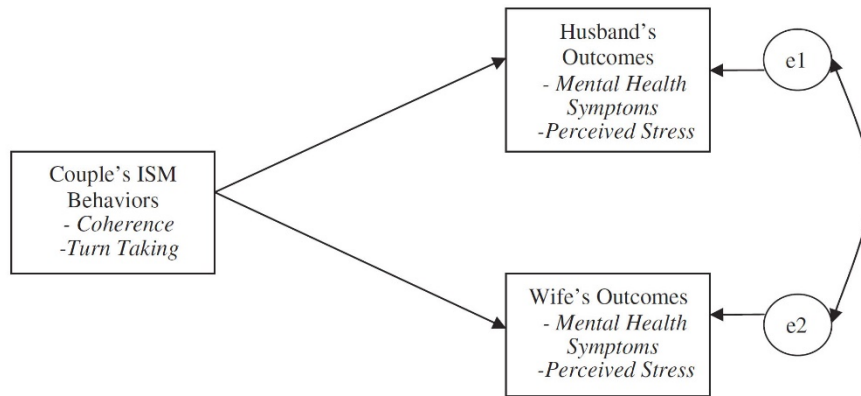 Husband's
Outcomes
- Mental Health
Symptoms
-Perceived Stress
e1
Couple's ISM
Behaviors
- Coherence
-Turn Taking
Wife's Outcomes
- Mental Health
Symptoms
-Perceived Stress
e2